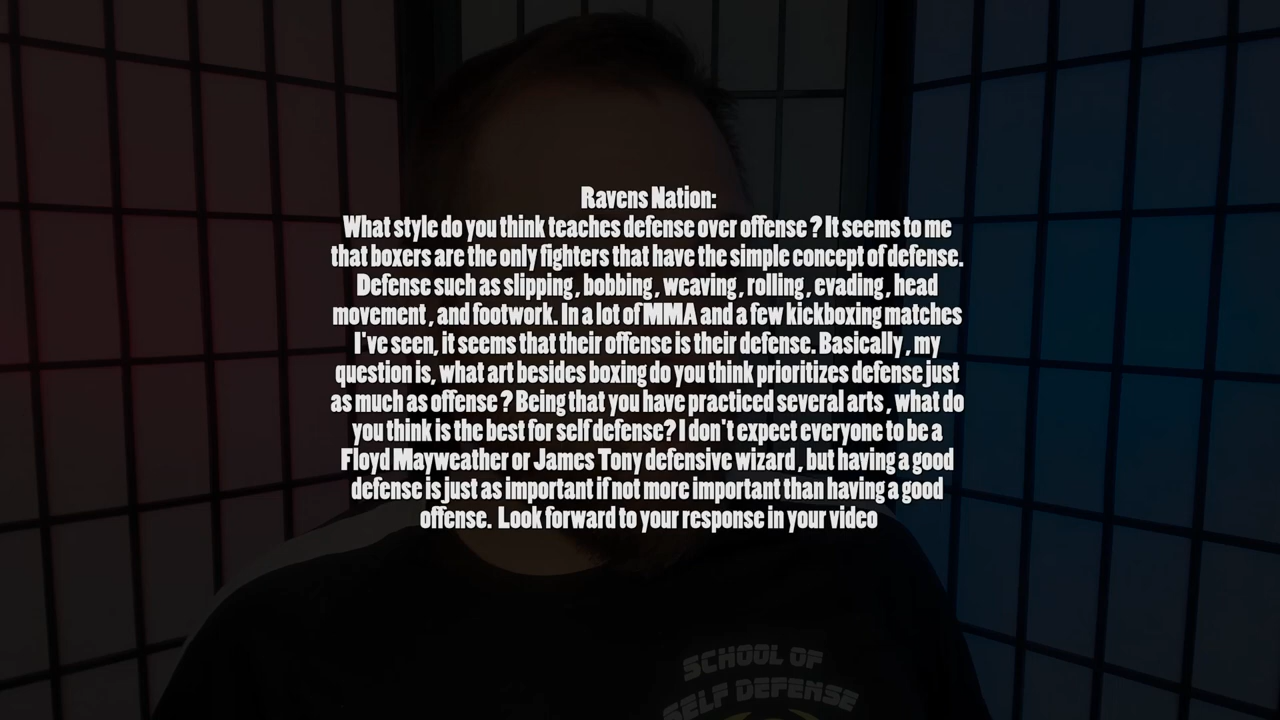 Ravens Nation:
What style do you think teaches defense over offense ? It seems to me
that boxers are the only fighters that have the simple concept of defense.
Defense such as slipping , bobbing , weaving , rolling , evading , head
movement , and footwork. In a lot of MMA and a few kickboxing matches
I've seen, it seems that their offense is their defense. Basically , my
question is, what art besides boxing do you think prioritizes defense just
as much as offense ? Being that you have practiced several arts , what do
you think is the best for self defense? I don't expect everyone to be a
Floyd Mayweather or James Tony defensive wizard , but having a good
defense is just as important if not more important than having a good
offense.  Look forward to your response in your video
SCHOOL OF
SELF DEFENSE